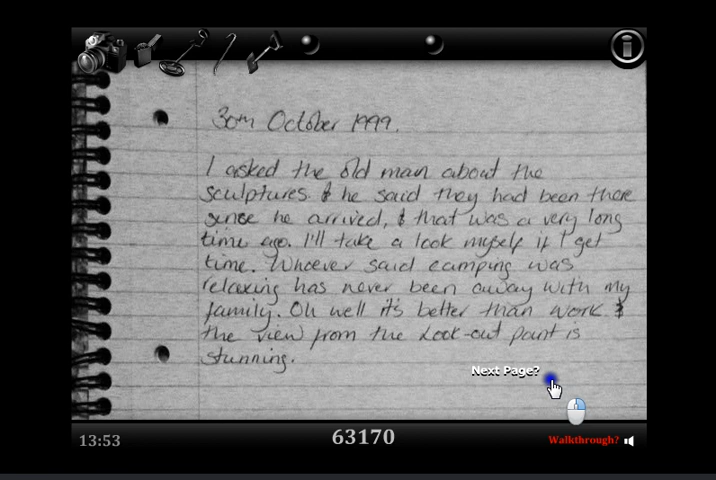 30th October 1999.
I asked the old man about the
sculptures & he said they had been there
since he arrived, & that was a very long
time ago. I'll take a look myself if I get
time. Whoever said camping was
relaxing has never been away with my
family. Oh well it's better than work &
the view from the Look-out point is
stunning.
Next Page?
13:53
63170
Walkthrough?